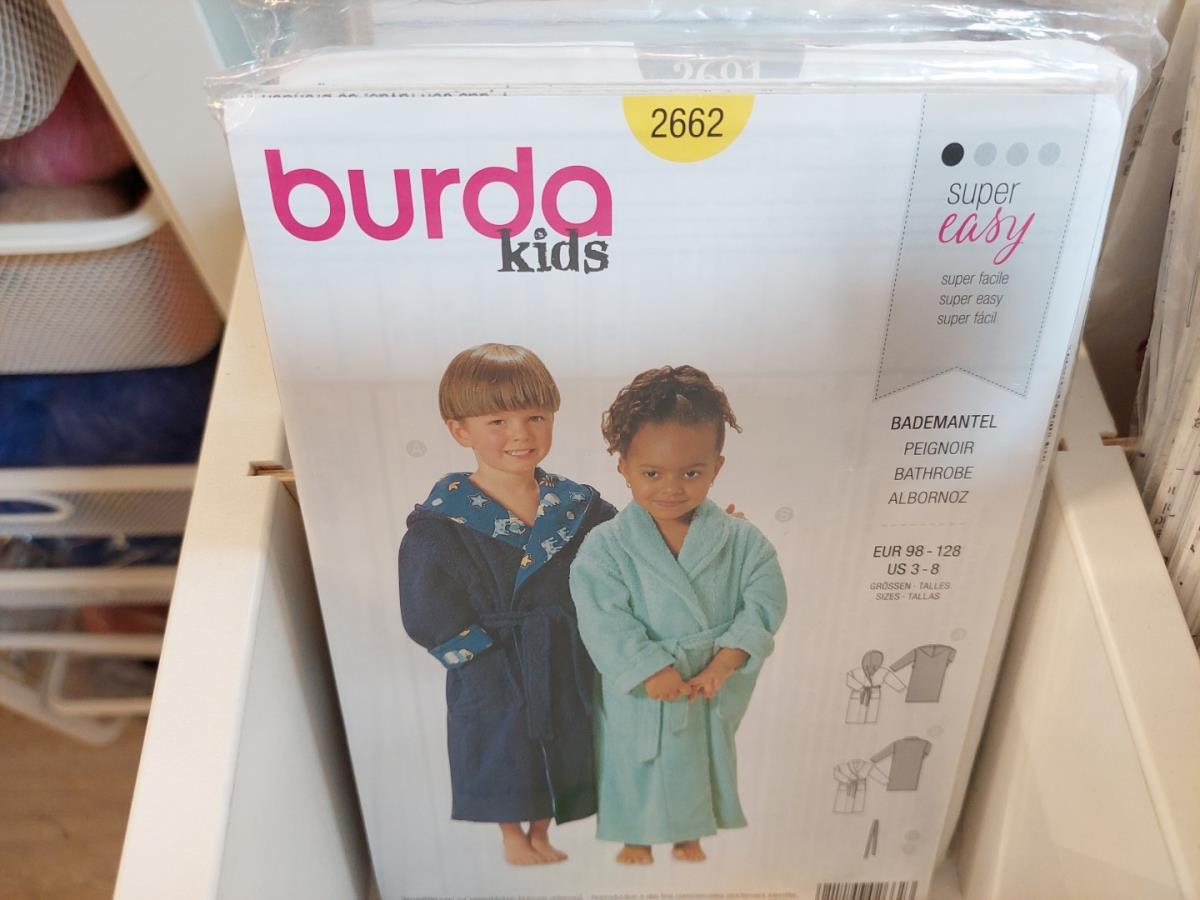 2691
2662
burda
kids
super
easy
super facile
super easy
super fácil
BADEMANTEL
PEIGNOIR
BATHROBE
ALBORNOZ
EUR 98 - 128
US 3 - 8
GRÖSSEN · TALLES
SIZES · TALLAS
A
B
A
B